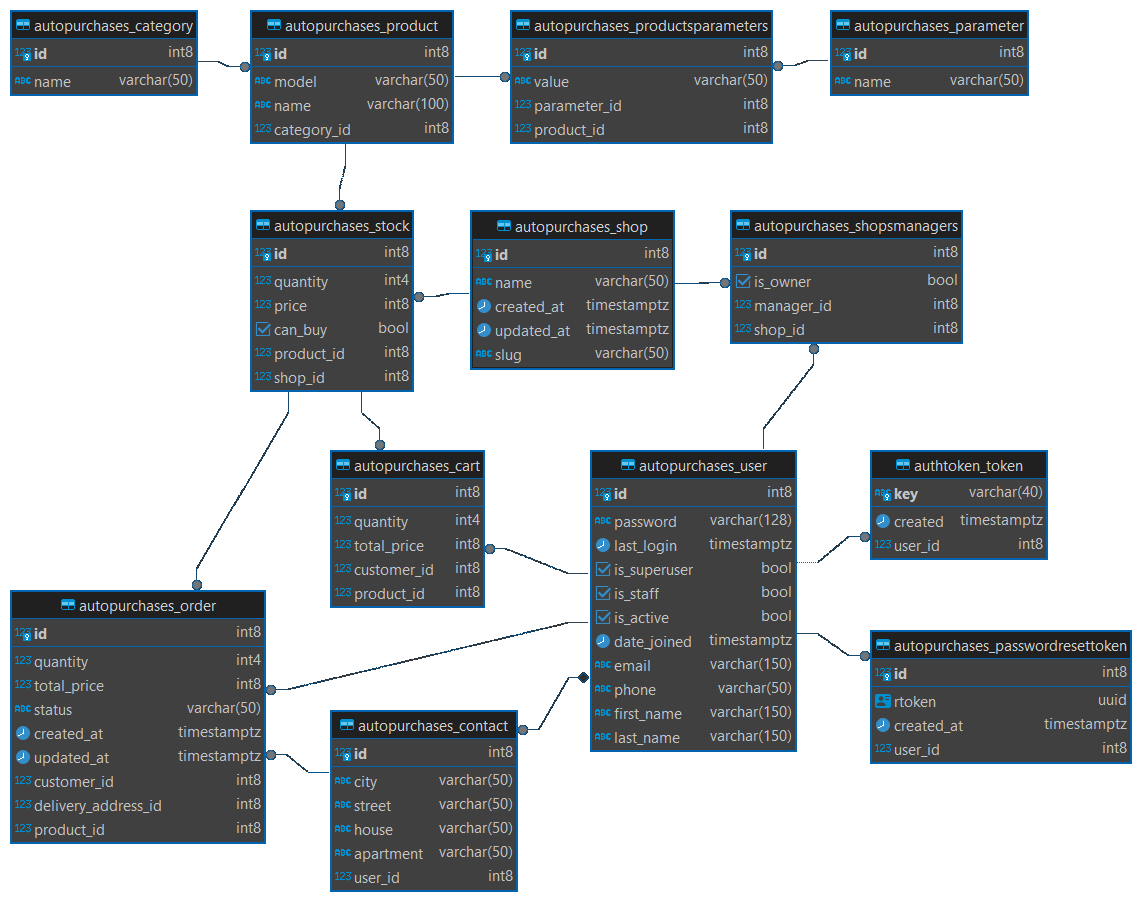 autopurchases_category
id int8
name varchar(50)
autopurchases_product
id int8
model varchar(50)
name varchar(100)
category_id int8
autopurchases_productsparameters
id int8
value varchar(50)
parameter_id int8
product_id int8
autopurchases_parameter
id int8
name varchar(50)
autopurchases_stock
id int8
quantity int4
price int8
can_buy bool
product_id int8
shop_id int8
autopurchases_shop
id int8
name varchar(50)
created_at timestamptz
updated_at timestamptz
slug varchar(50)
autopurchases_shopsmanagers
id int8
is_owner bool
manager_id int8
shop_id int8
autopurchases_cart
id int8
quantity int4
total_price int8
customer_id int8
product_id int8
autopurchases_user
id int8
password varchar(128)
last_login timestamptz
is_superuser bool
is_staff bool
is_active bool
date_joined timestamptz
email varchar(150)
phone varchar(50)
first_name varchar(150)
last_name varchar(150)
authtoken_token
key varchar(40)
created timestamptz
user_id int8
autopurchases_order
id int8
quantity int4
total_price int8
status varchar(50)
created_at timestamptz
updated_at timestamptz
customer_id int8
delivery_address_id int8
product_id int8
autopurchases_contact
id int8
city varchar(50)
street varchar(50)
house varchar(50)
apartment varchar(50)
user_id int8
autopurchases_passwordresettoken
id int8
rtoken uuid
created_at timestamptz
user_id int8